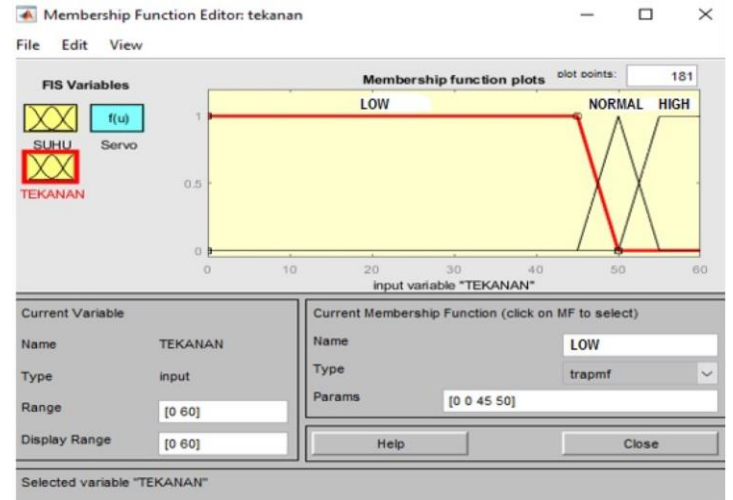 Membership Function Editor: tekanan
File Edit View
FIS Variables
SUHU
f(u)
Servo
TEKANAN
Membership function plots
plot points:
181
LOW NORMAL HIGH
1
0.5
0
0 10 20 30 40 50 60
input variable "TEKANAN"
Current Variable
Name TEKANAN
Type input
Range [0 60]
Display Range [0 60]
Current Membership Function (click on MF to select)
Name LOW
Type trapmf
Params [0 0 45 50]
Help Close
Selected variable "TEKANAN"